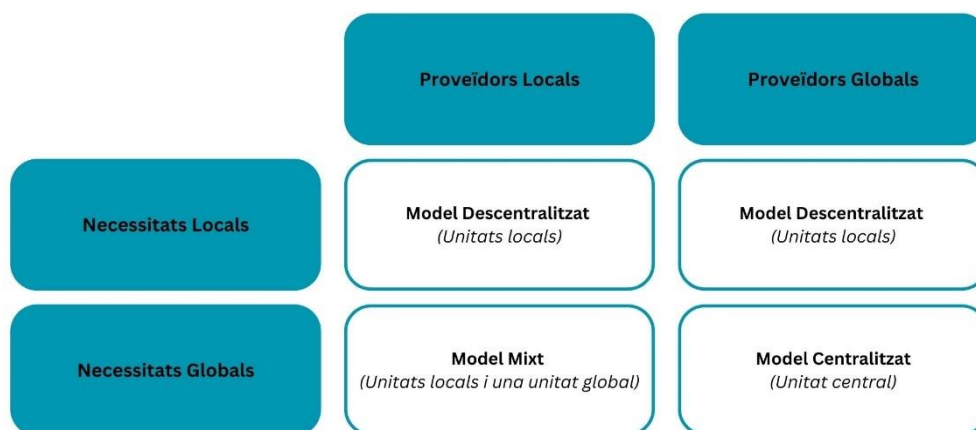 Proveïdors Locals
Proveïdors Globals
Necessitats Locals
Model Descentralitzat
(Unitats locals)
Model Descentralitzat
(Unitats locals)
Necessitats Globals
Model Mixt
(Unitats locals i una unitat global)
Model Centralitzat
(Unitat central)